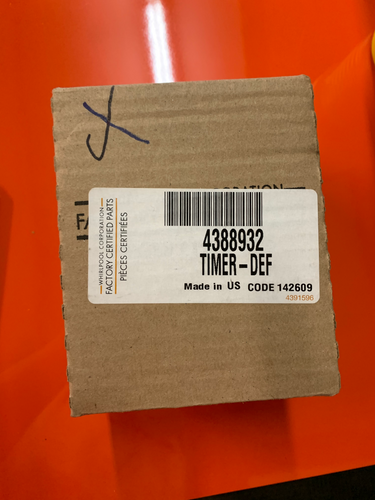 WHIRLPOOL CORPORATION
FACTORY CERTIFIED PARTS
PIÈCES CERTIFIÉES
4388932
TIMER-DEF
Made in US CODE 142609
4391596